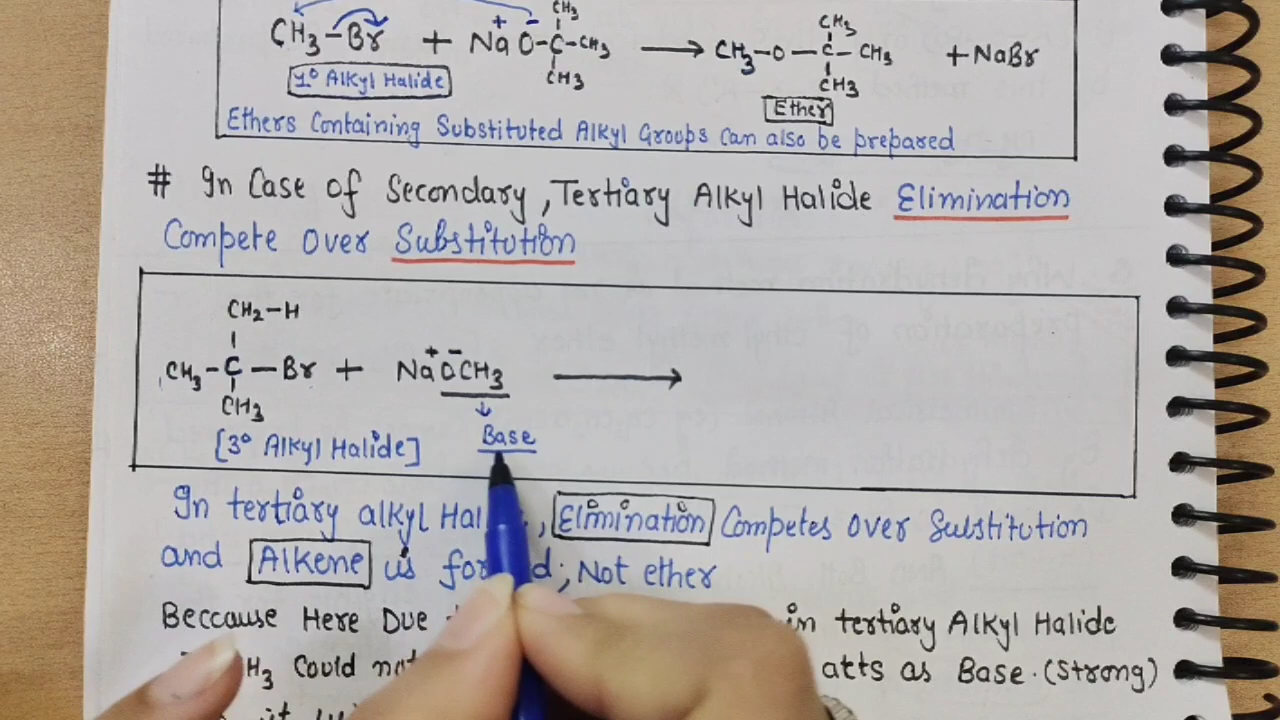 CH3
CH3-Br + Na+ O--C-CH3 → CH3-O-C-CH3 + NaBr
CH3
CH3
CH3
1° Alkyl Halide
Ether
Ethers Containing Substituted Alkyl Groups Can also be prepared
# In Case of Secondary, Tertiary Alkyl Halide Elimination
Compete over Substitution
CH2-H
CH3-C-Br + Na+ O-CH3 →
CH3
[3° Alkyl Halide]
Base
In tertiary alkyl Hal , Elimination Competes over Substitution
and Alkene is for d; Not ether
Beccause Here Due in tertiary Alkyl Halide
H3 Could not acts as Base. (Strong)
it